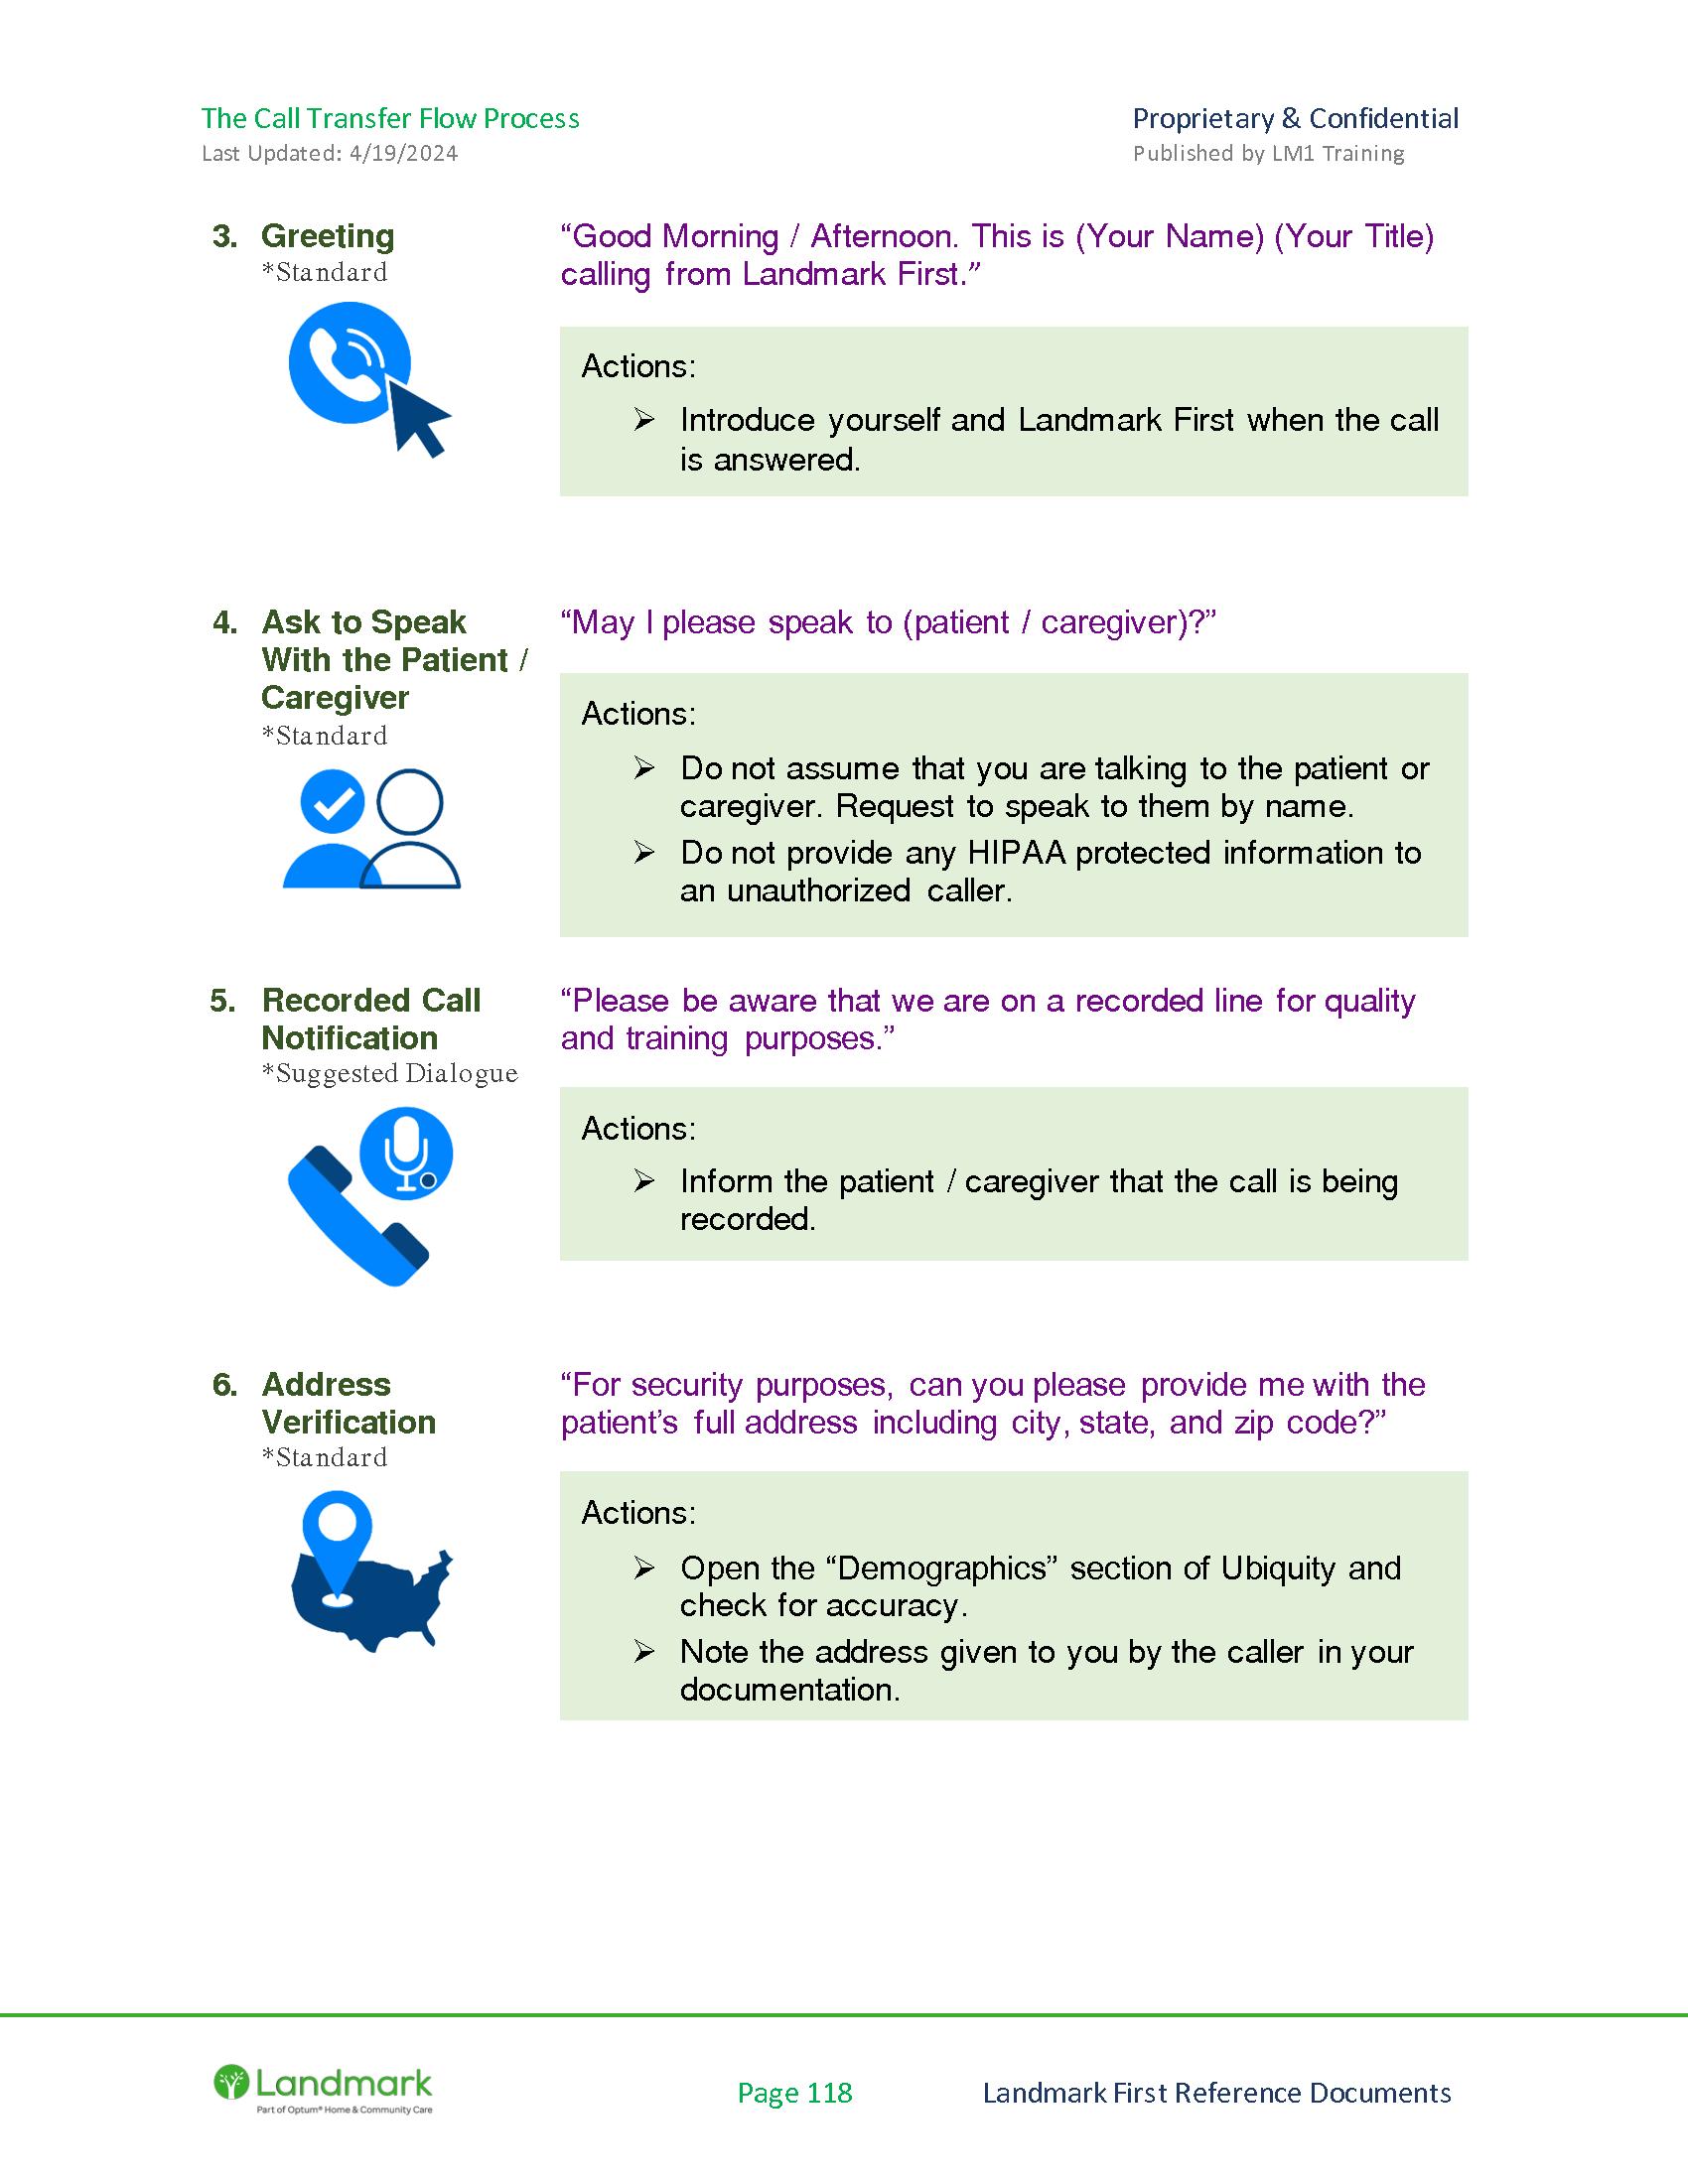 The Call Transfer Flow Process
Proprietary & Confidential
Last Updated: 4/19/2024
Published by LM1 Training
3. Greeting
*Standard
“Good Morning / Afternoon. This is (Your Name) (Your Title)
calling from Landmark First.”
Actions:
➢ Introduce yourself and Landmark First when the call
is answered.
4. Ask to Speak
With the Patient /
Caregiver
*Standard
“May I please speak to (patient / caregiver)?”
Actions:
➢ Do not assume that you are talking to the patient or
caregiver. Request to speak to them by name.
➢ Do not provide any HIPAA protected information to
an unauthorized caller.
5. Recorded Call
Notification
*Suggested Dialogue
“Please be aware that we are on a recorded line for quality
and training purposes.”
Actions:
➢ Inform the patient / caregiver that the call is being
recorded.
6. Address
Verification
*Standard
“For security purposes, can you please provide me with the
patient’s full address including city, state, and zip code?”
Actions:
➢ Open the “Demographics” section of Ubiquity and
check for accuracy.
➢ Note the address given to you by the caller in your
documentation.
Landmark
Part of Optum® Home & Community Care
Page 118
Landmark First Reference Documents